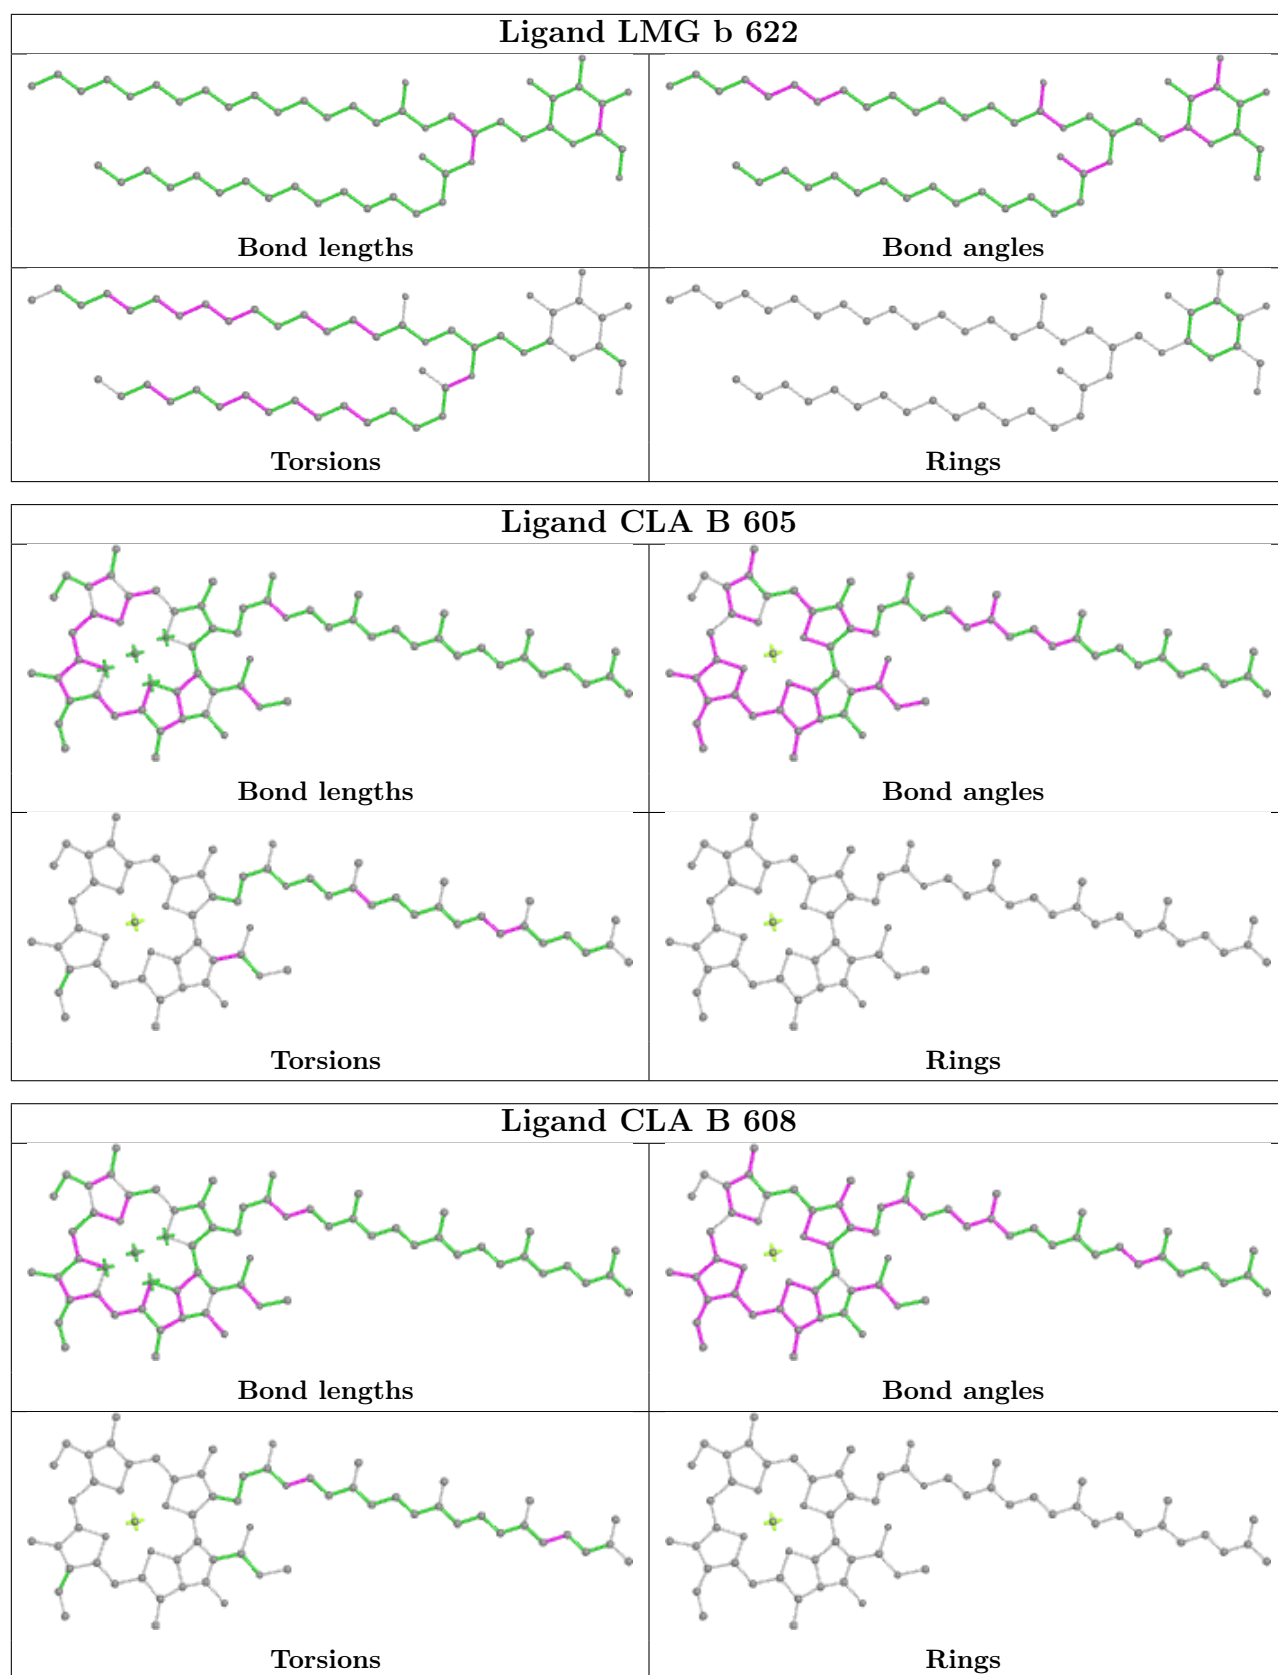 Ligand LMG b 622
Bond lengths
Bond angles
Torsions
Rings
Ligand CLA B 605
Bond lengths
Bond angles
Torsions
Rings
Ligand CLA B 608
Bond lengths
Bond angles
Torsions
Rings